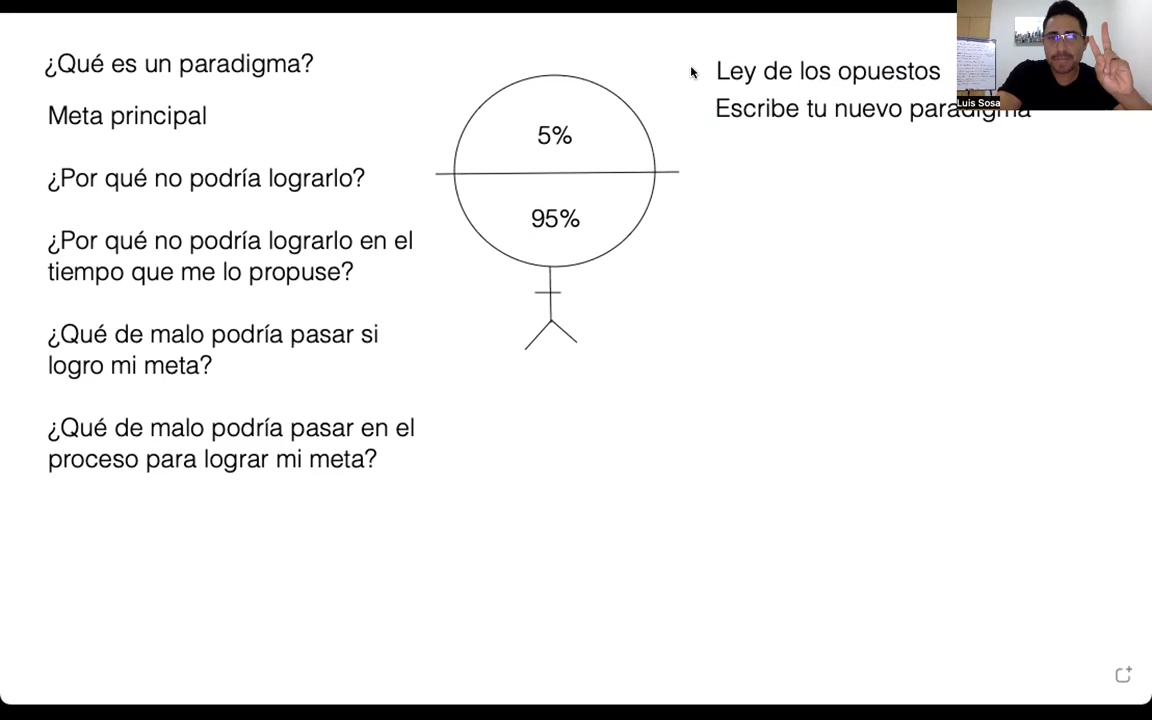 ¿Qué es un paradigma?
Meta principal
¿Por qué no podría lograrlo?
¿Por qué no podría lograrlo en el
tiempo que me lo propuse?
¿Qué de malo podría pasar si
logro mi meta?
¿Qué de malo podría pasar en el
proceso para lograr mi meta?
5%
95%
Ley de los opuestos
Escribe tu nuevo paradigma
Luis Sosa